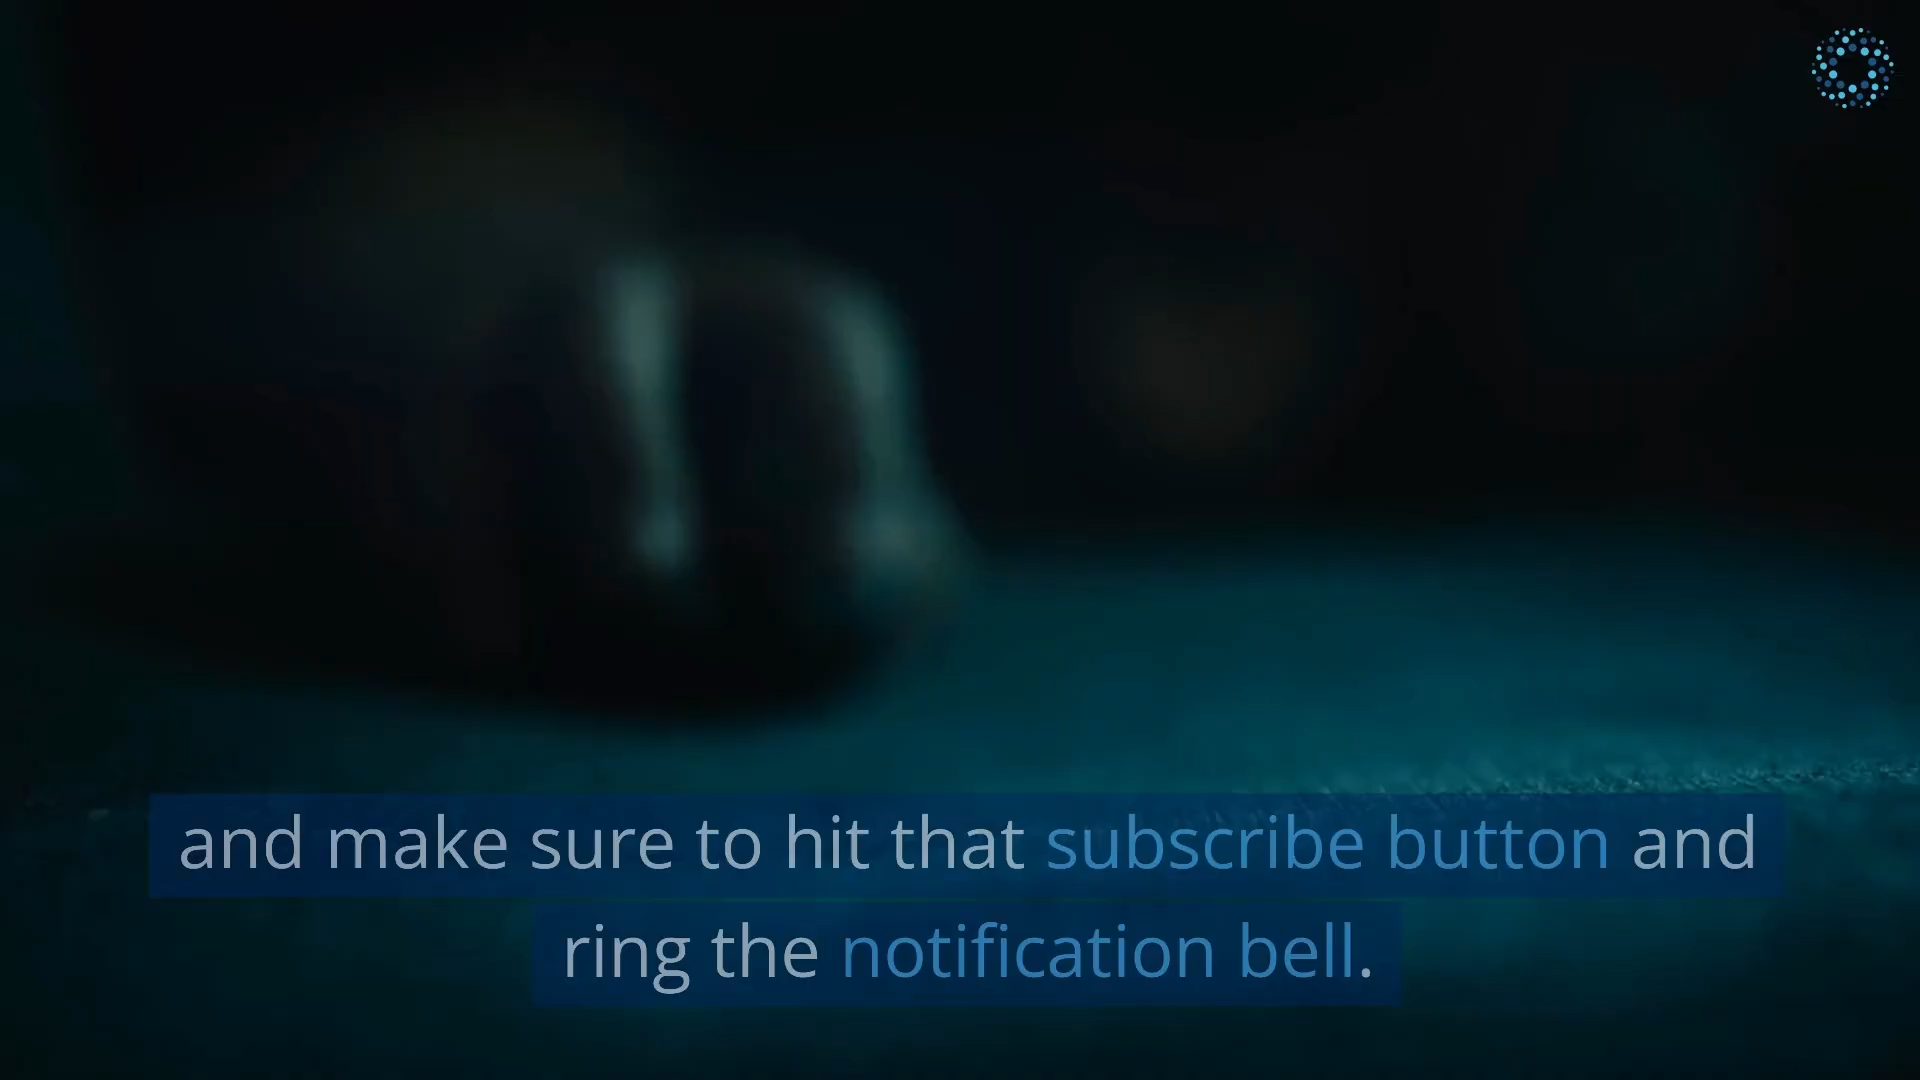 and make sure to hit that subscribe button and
ring the notification bell.